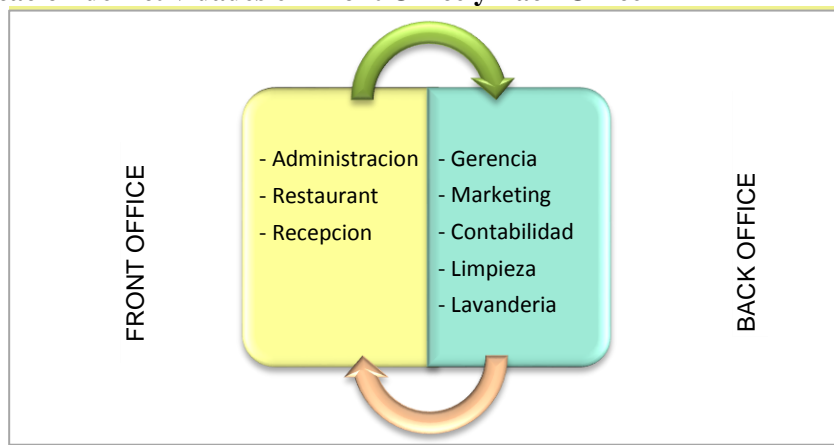 FRONT OFFICE
- Administracion
- Restaurant
- Recepcion
- Gerencia
- Marketing
- Contabilidad
- Limpieza
- Lavanderia
BACK OFFICE